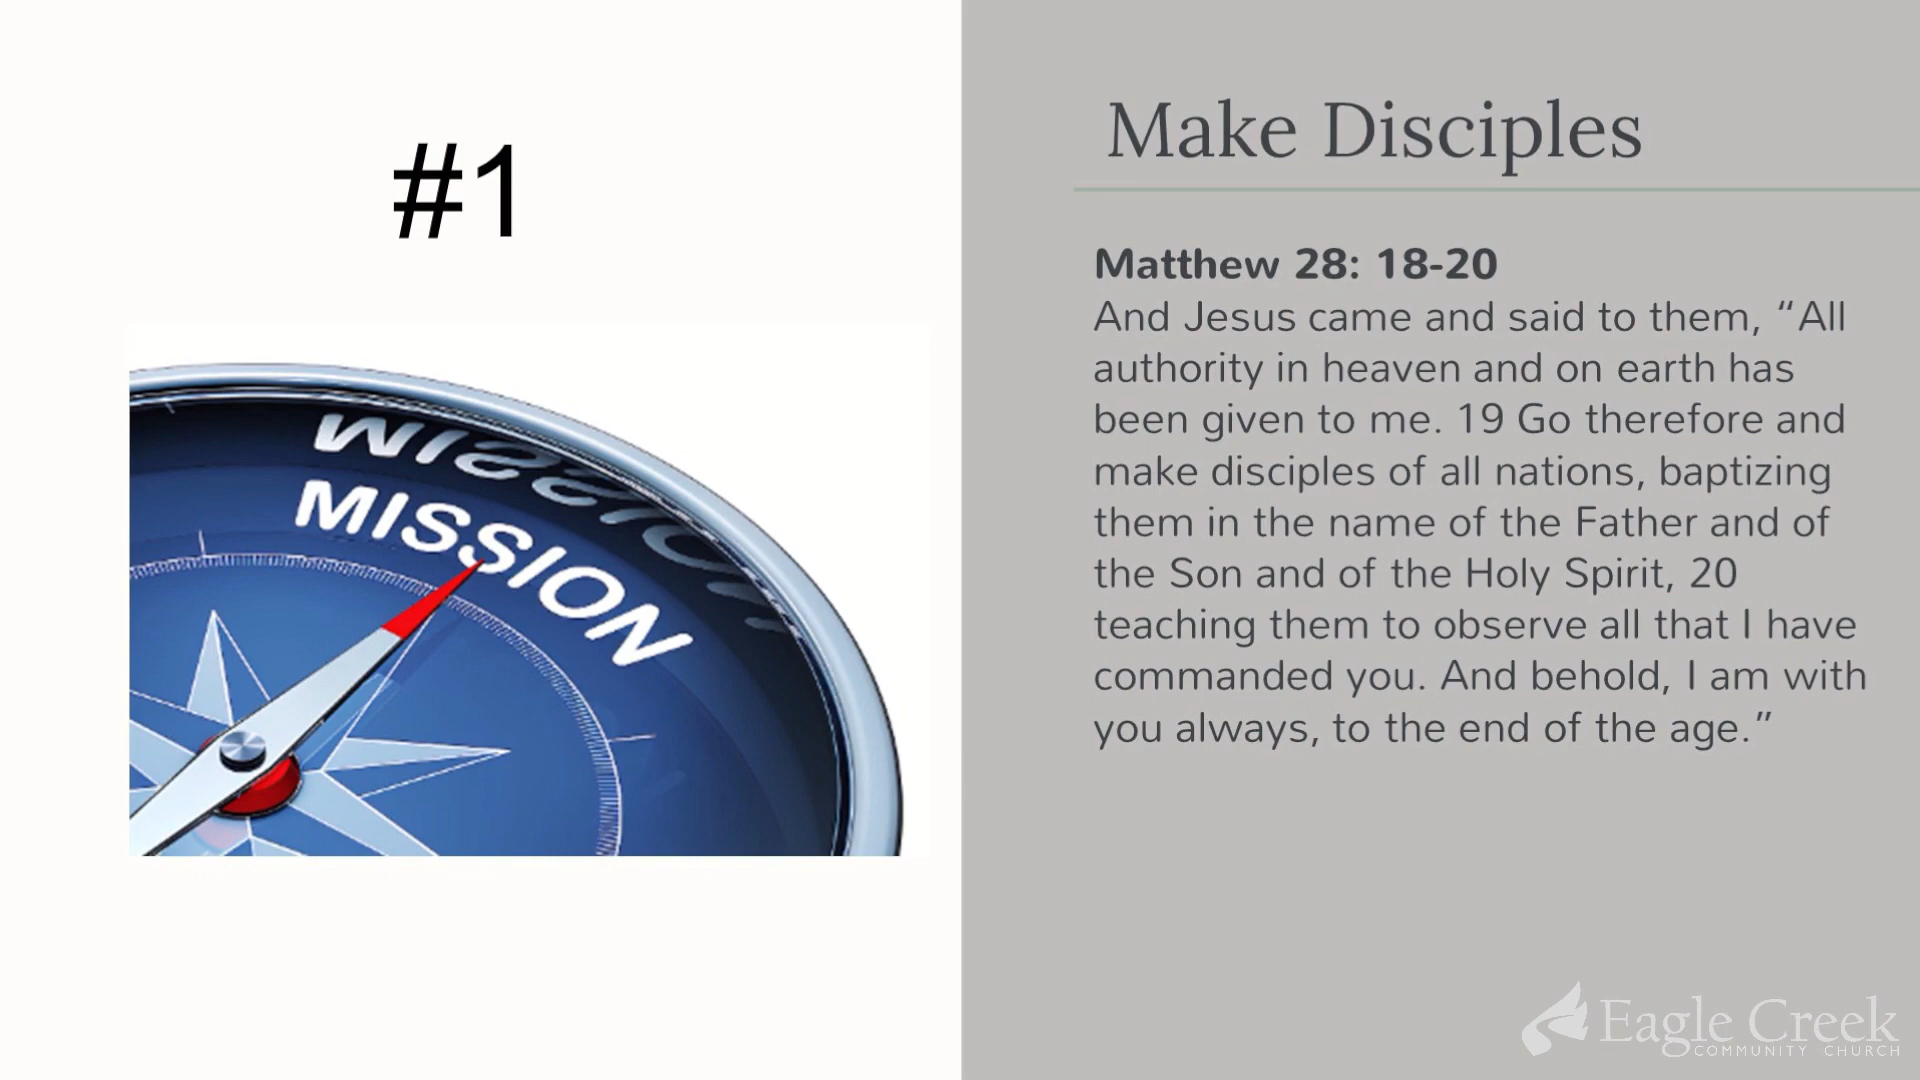 #1
MISSION
MISSION
Make Disciples
Matthew 28: 18-20
And Jesus came and said to them, “All
authority in heaven and on earth has
been given to me. 19 Go therefore and
make disciples of all nations, baptizing
them in the name of the Father and of
the Son and of the Holy Spirit, 20
teaching them to observe all that I have
commanded you. And behold, I am with
you always, to the end of the age.”
Eagle Creek
COMMUNITY CHURCH